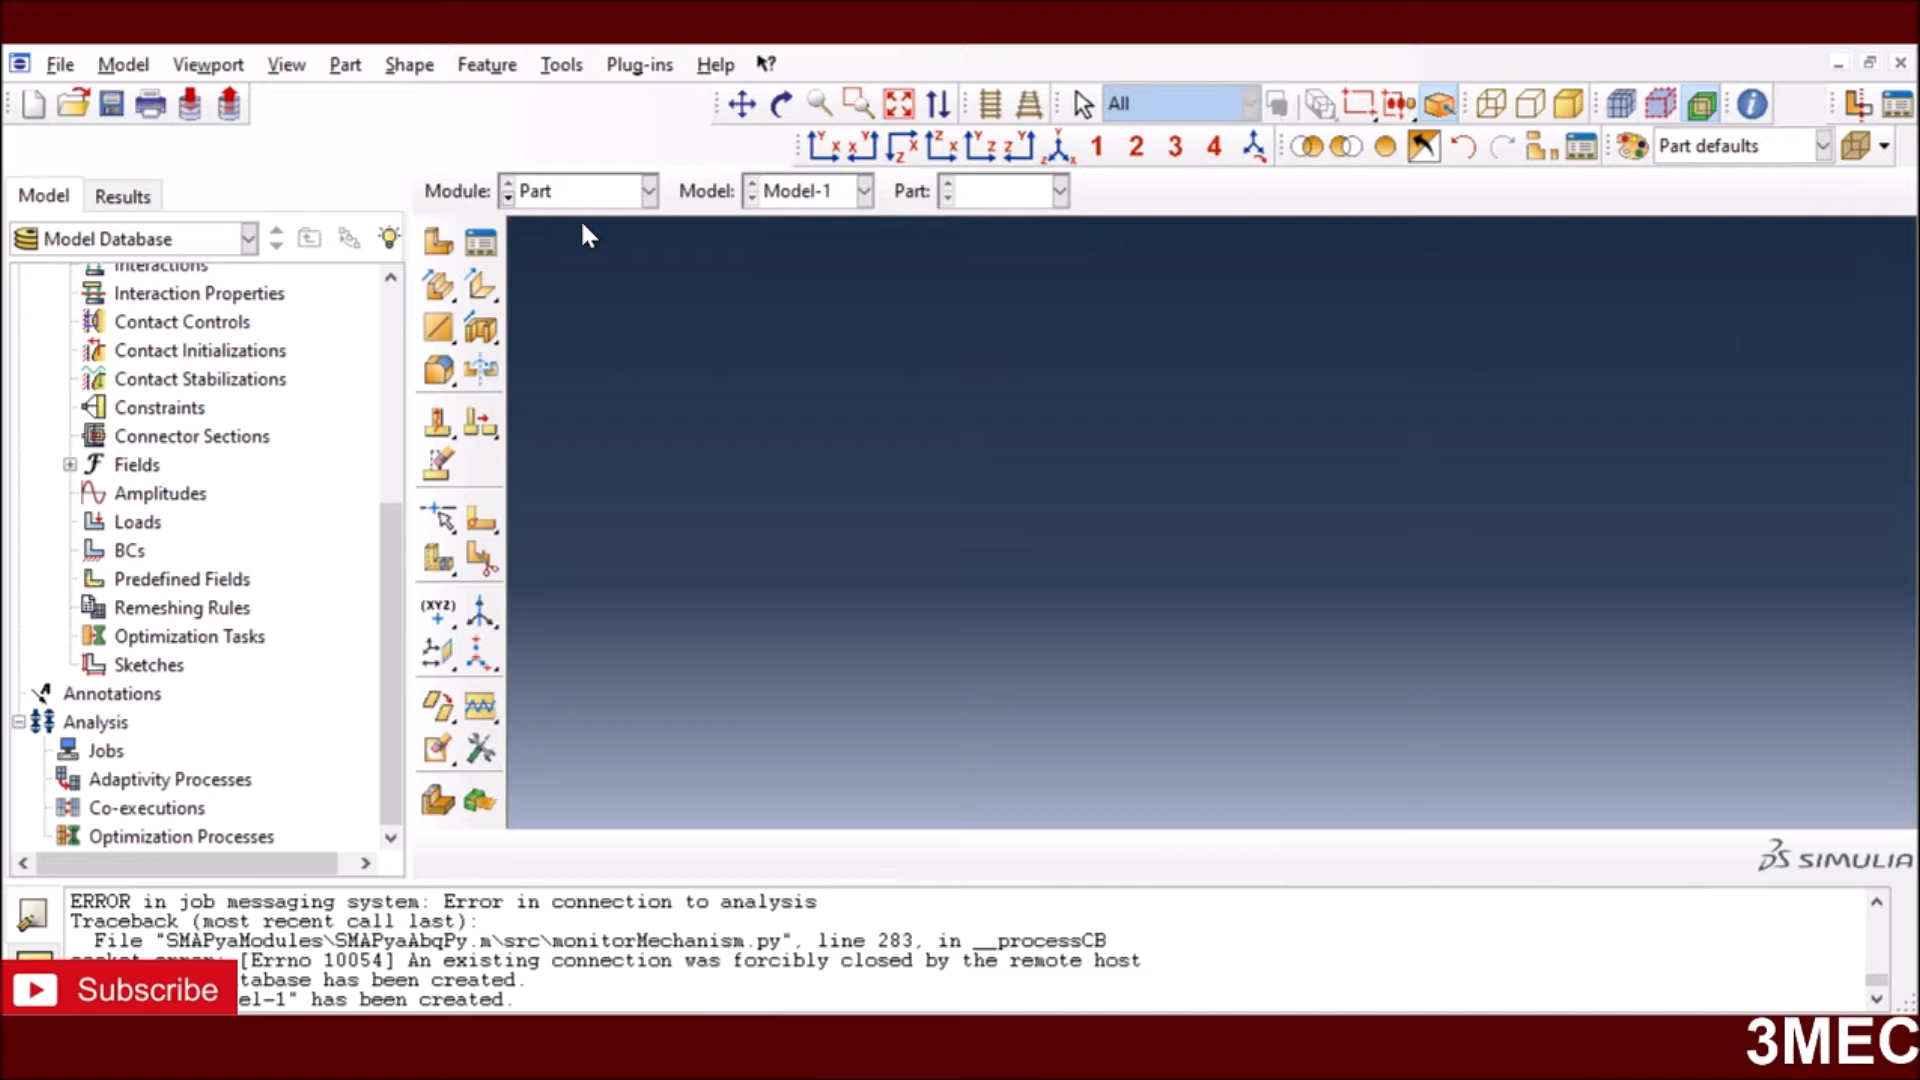 File Model Viewport View Part Shape Feature Tools Plug-ins Help
All
1 2 3 4
Part defaults
Model Results
Module: Part Model: Model-1 Part:
Model Database
Interactions
Interaction Properties
Contact Controls
Contact Initializations
Contact Stabilizations
Constraints
Connector Sections
Fields
Amplitudes
Loads
BCs
Predefined Fields
Remeshing Rules
Optimization Tasks
Sketches
Annotations
Analysis
Jobs
Adaptivity Processes
Co-executions
Optimization Processes
(XYZ)
SIMULIA
ERROR in job messaging system: Error in connection to analysis
Traceback (most recent call last):
File "SMAPyaModules\SMAPyaAbqPy.m\src\monitorMechanism.py", line 283, in __processCB
[Errno 10054] An existing connection was forcibly closed by the remote host
tabase has been created.
el-1" has been created.
Subscribe
3MEC